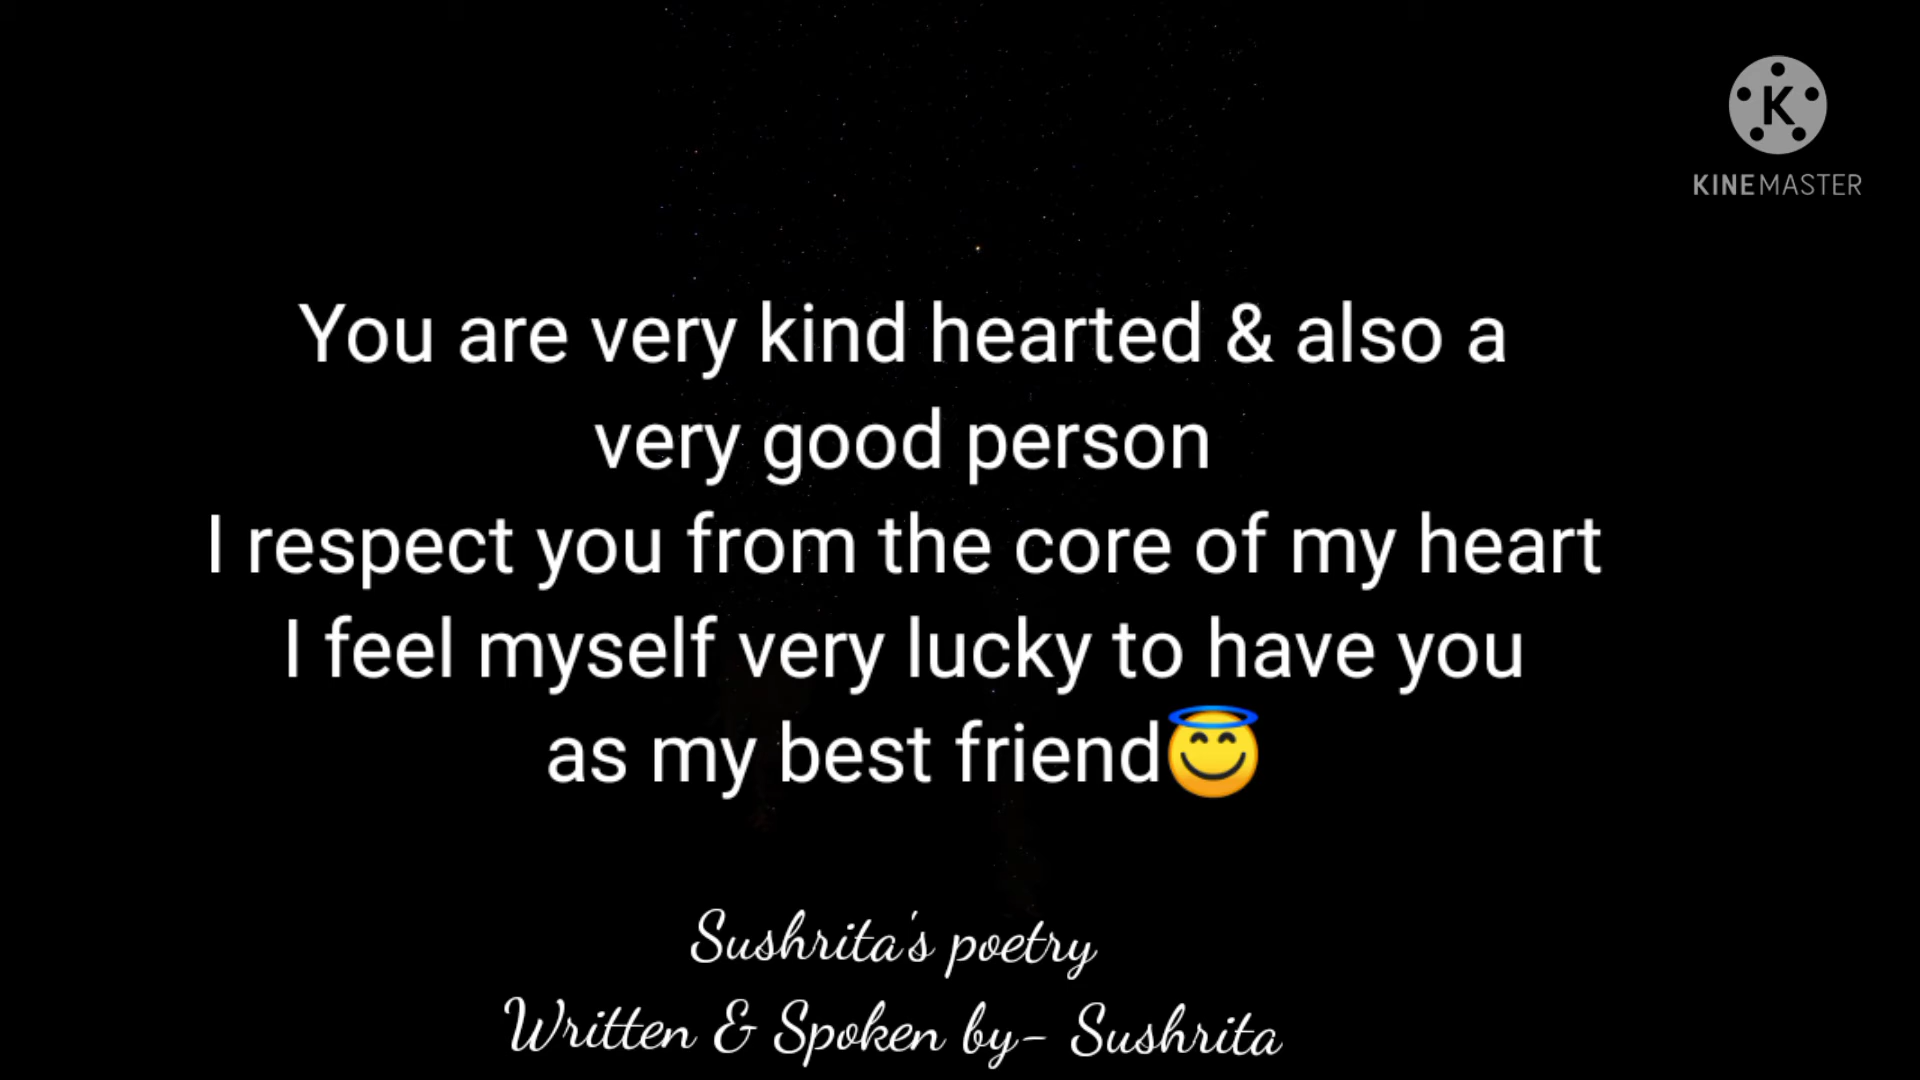 K
KINEMASTER
You are very kind hearted & also a
very good person
I respect you from the core of my heart
I feel myself very lucky to have you
as my best friend😇
Sushrita's poetry
Written & Spoken by- Sushrita